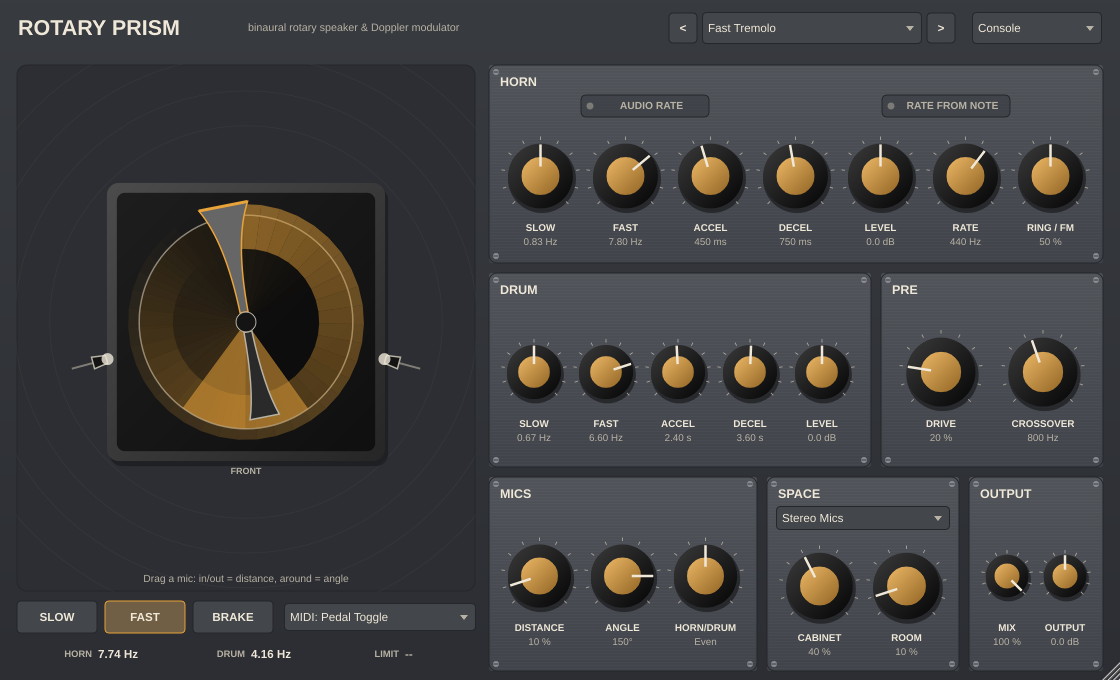 ROTARY PRISM
binaural rotary speaker & Doppler modulator
<
Fast Tremolo
>
Console
HORN
AUDIO RATE
RATE FROM NOTE
SLOW FAST ACCEL DECEL LEVEL RATE RING / FM
0.83 Hz 7.80 Hz 450 ms 750 ms 0.0 dB 440 Hz 50 %
DRUM
SLOW FAST ACCEL DECEL LEVEL
0.67 Hz 6.60 Hz 2.40 s 3.60 s 0.0 dB
PRE
DRIVE CROSSOVER
20 % 800 Hz
FRONT
Drag a mic: in/out = distance, around = angle
SLOW FAST BRAKE MIDI: Pedal Toggle
HORN 7.74 Hz DRUM 4.16 Hz LIMIT --
MICS
DISTANCE ANGLE HORN/DRUM
10 % 150° Even
SPACE
Stereo Mics
CABINET ROOM
40 % 10 %
OUTPUT
MIX OUTPUT
100 % 0.0 dB